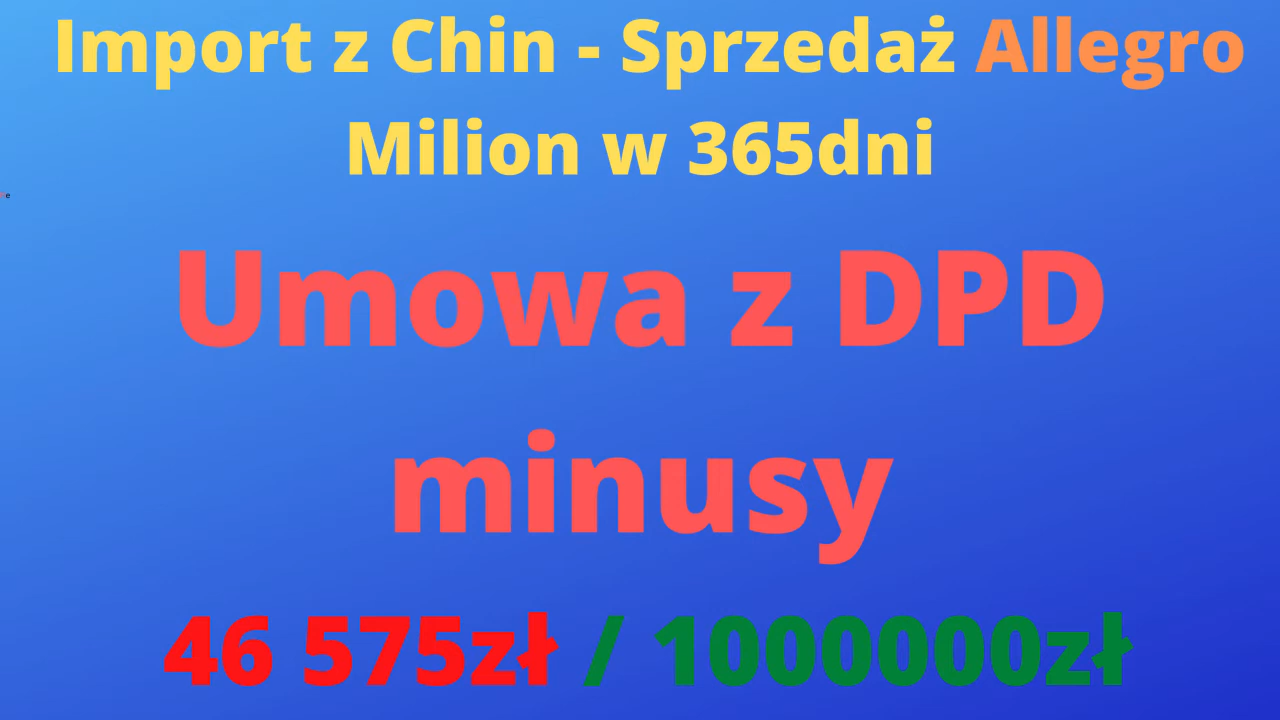 Import z Chin - Sprzedaż Allegro
Milion w 365dni
Umowa z DPD
minusy
46 575zł / 1000000zł